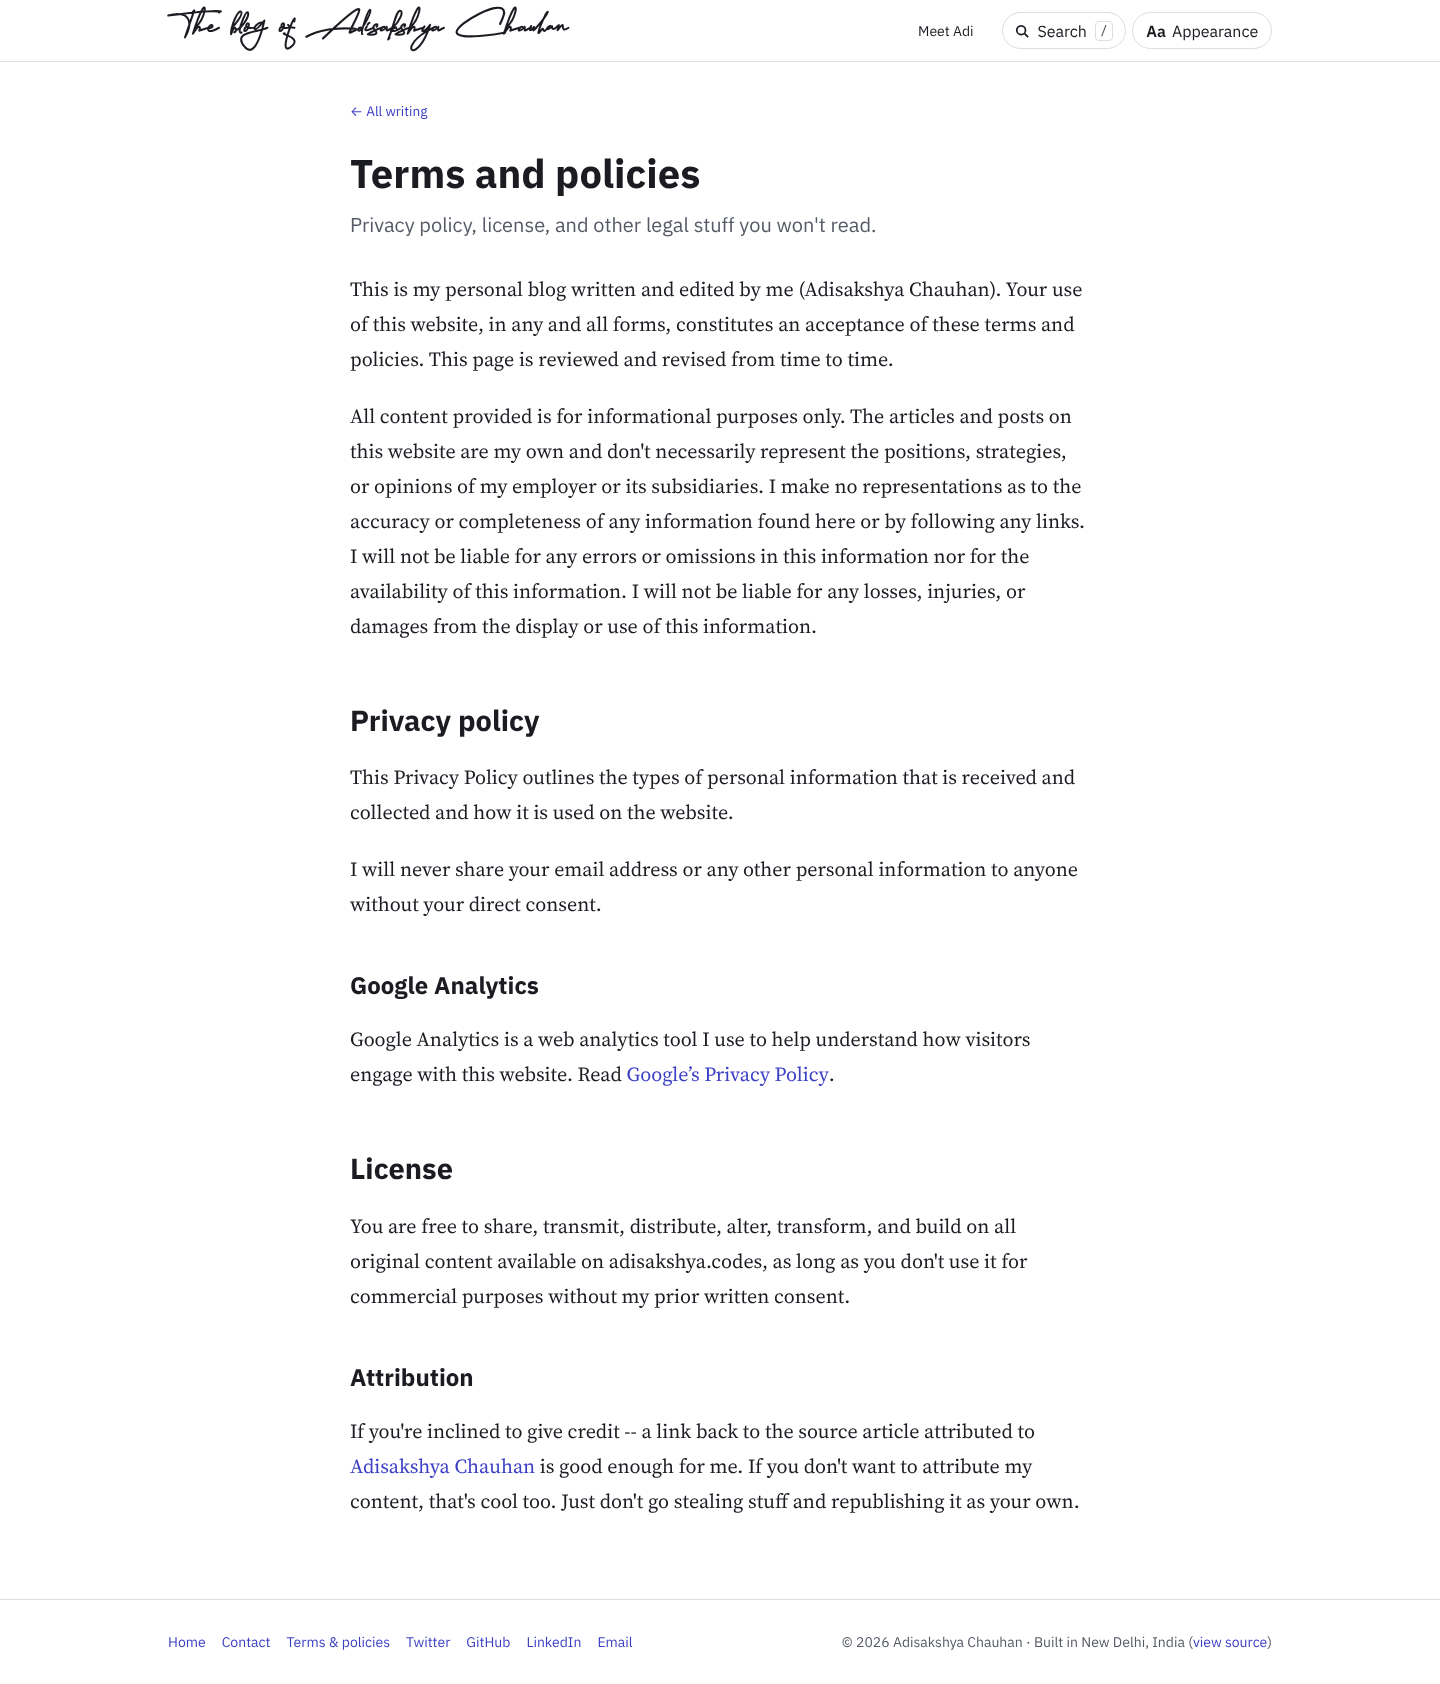 The blog of Adisakshya Chauhan
Meet Adi
Search /
Aa Appearance
← All writing
Terms and policies
Privacy policy, license, and other legal stuff you won't read.
This is my personal blog written and edited by me (Adisakshya Chauhan). Your use
of this website, in any and all forms, constitutes an acceptance of these terms and
policies. This page is reviewed and revised from time to time.
All content provided is for informational purposes only. The articles and posts on
this website are my own and don't necessarily represent the positions, strategies,
or opinions of my employer or its subsidiaries. I make no representations as to the
accuracy or completeness of any information found here or by following any links.
I will not be liable for any errors or omissions in this information nor for the
availability of this information. I will not be liable for any losses, injuries, or
damages from the display or use of this information.
Privacy policy
This Privacy Policy outlines the types of personal information that is received and
collected and how it is used on the website.
I will never share your email address or any other personal information to anyone
without your direct consent.
Google Analytics
Google Analytics is a web analytics tool I use to help understand how visitors
engage with this website. Read Google’s Privacy Policy.
License
You are free to share, transmit, distribute, alter, transform, and build on all
original content available on adisakshya.codes, as long as you don't use it for
commercial purposes without my prior written consent.
Attribution
If you're inclined to give credit -- a link back to the source article attributed to
Adisakshya Chauhan is good enough for me. If you don't want to attribute my
content, that's cool too. Just don't go stealing stuff and republishing it as your own.
Home Contact Terms & policies Twitter GitHub LinkedIn Email
© 2026 Adisakshya Chauhan · Built in New Delhi, India (view source)